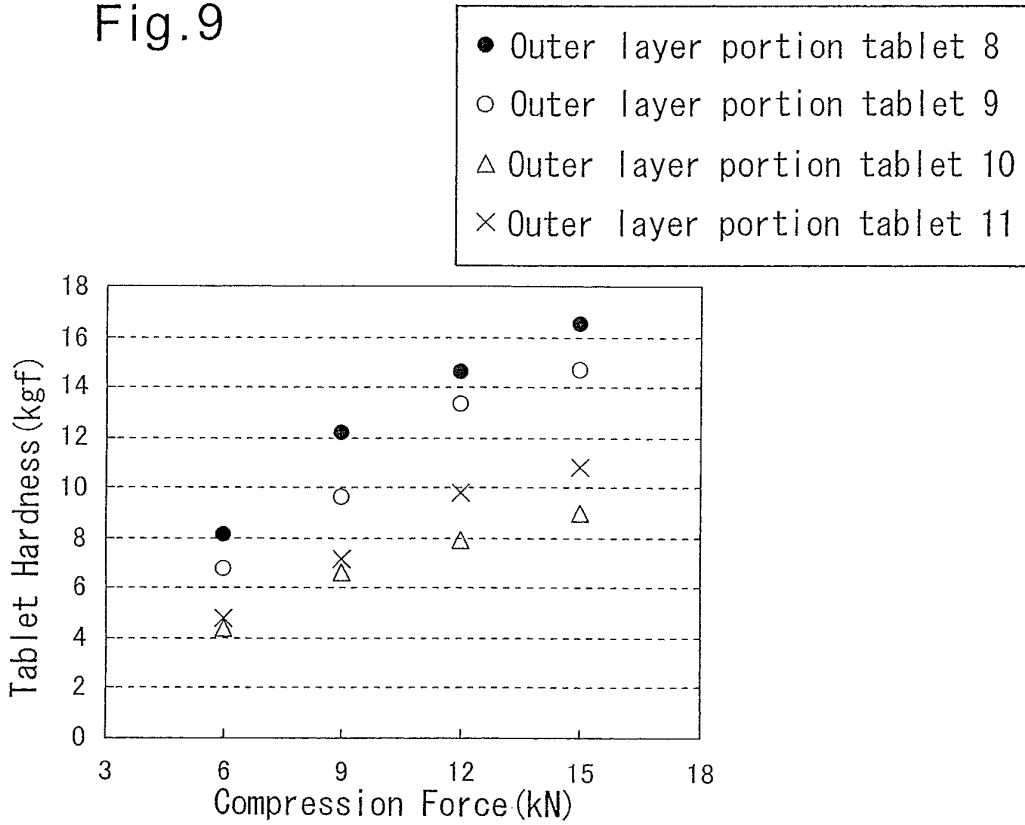 Fig.9
● Outer layer portion tablet 8
○ Outer layer portion tablet 9
△ Outer layer portion tablet 10
× Outer layer portion tablet 11
Tablet Hardness(kgf)
18
16
14
12
10
8
6
4
2
0
3 6 9 12 15 18
Compression Force(kN)